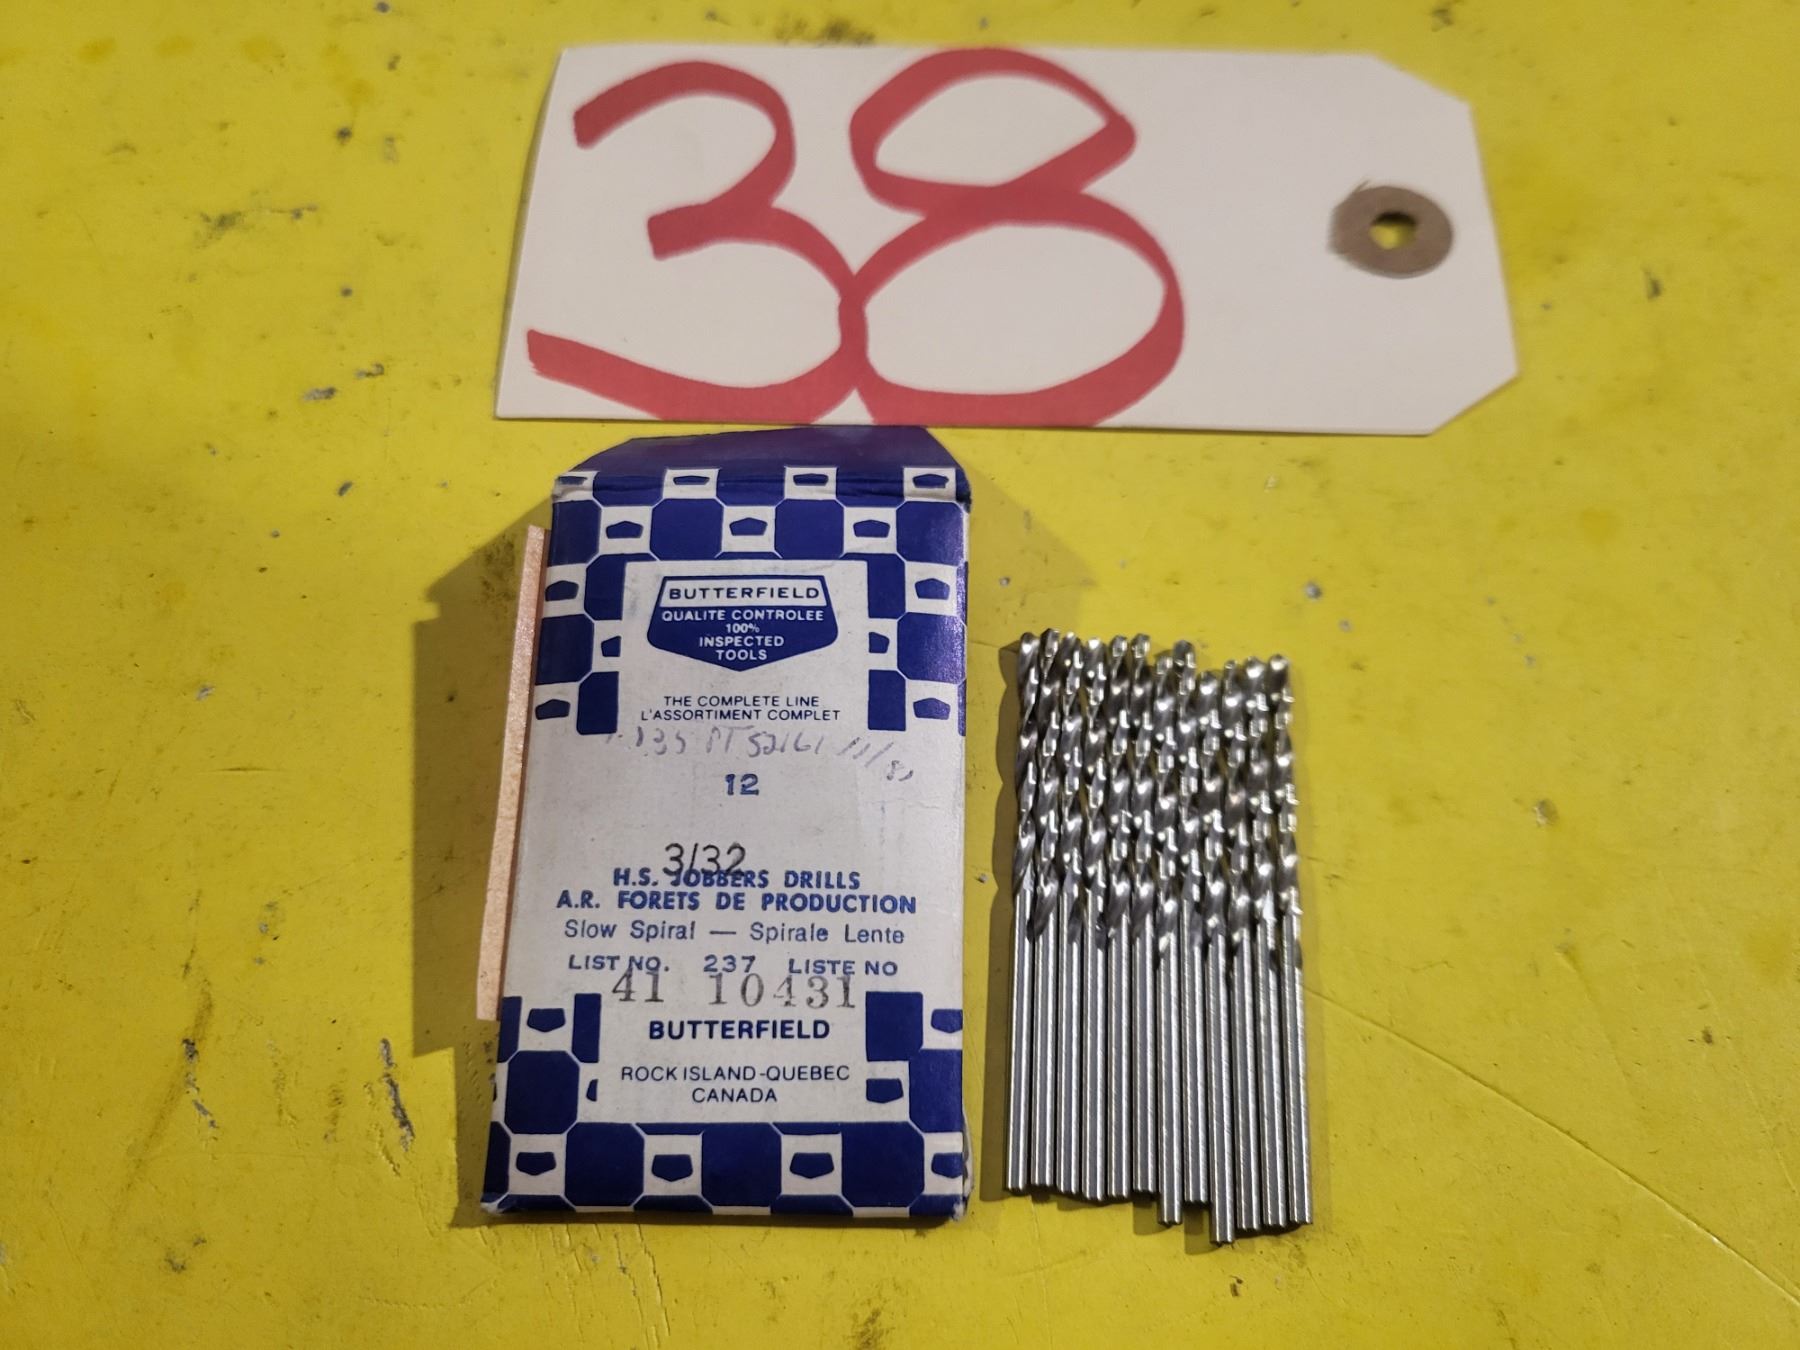 38
BUTTERFIELD
QUALITE CONTROLEE
100%
INSPECTED
TOOLS
THE COMPLETE LINE
L'ASSORTIMENT COMPLET
12
3/32
H.S. JOBBERS DRILLS
A.R. FORETS DE PRODUCTION
Slow Spiral — Spirale Lente
LIST NO. 237 LISTE NO
41 10431
BUTTERFIELD
ROCK ISLAND-QUEBEC
CANADA